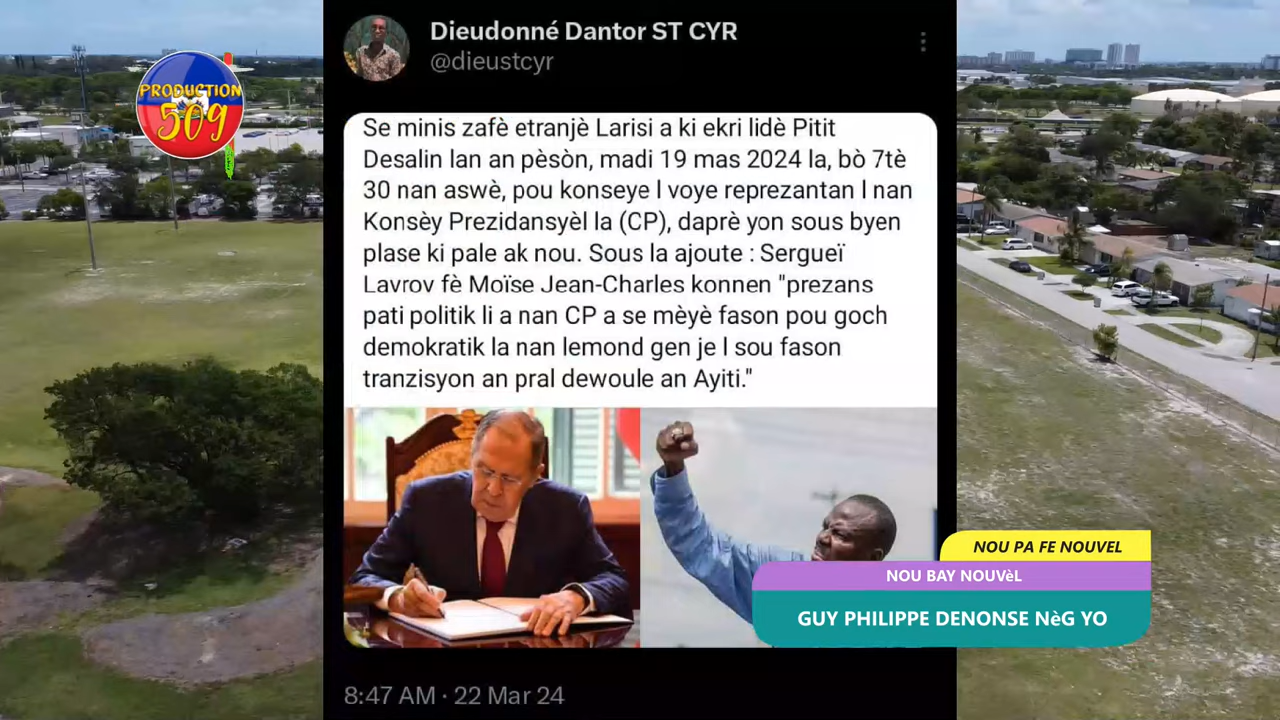 PRODUCTION
509
Dieudonné Dantor ST CYR
@dieustcyr
Se minis zafè etranjè Larisi a ki ekri lidè Pitit
Desalin lan an pèsòn, madi 19 mas 2024 la, bò 7tè
30 nan aswè, pou konseye l voye reprezantan l nan
Konsèy Prezidansyèl la (CP), daprè yon sous byen
plase ki pale ak nou. Sous la ajoute : Sergueï
Lavrov fè Moïse Jean-Charles konnen "prezans
pati politik li a nan CP a se mèyè fason pou goch
demokratik la nan lemond gen je l sou fason
tranzisyon an pral dewoule an Ayiti."
NOU PA FE NOUVEL
NOU BAY NOUVèL
GUY PHILIPPE DENONSE NèG YO
8:47 AM · 22 Mar 24